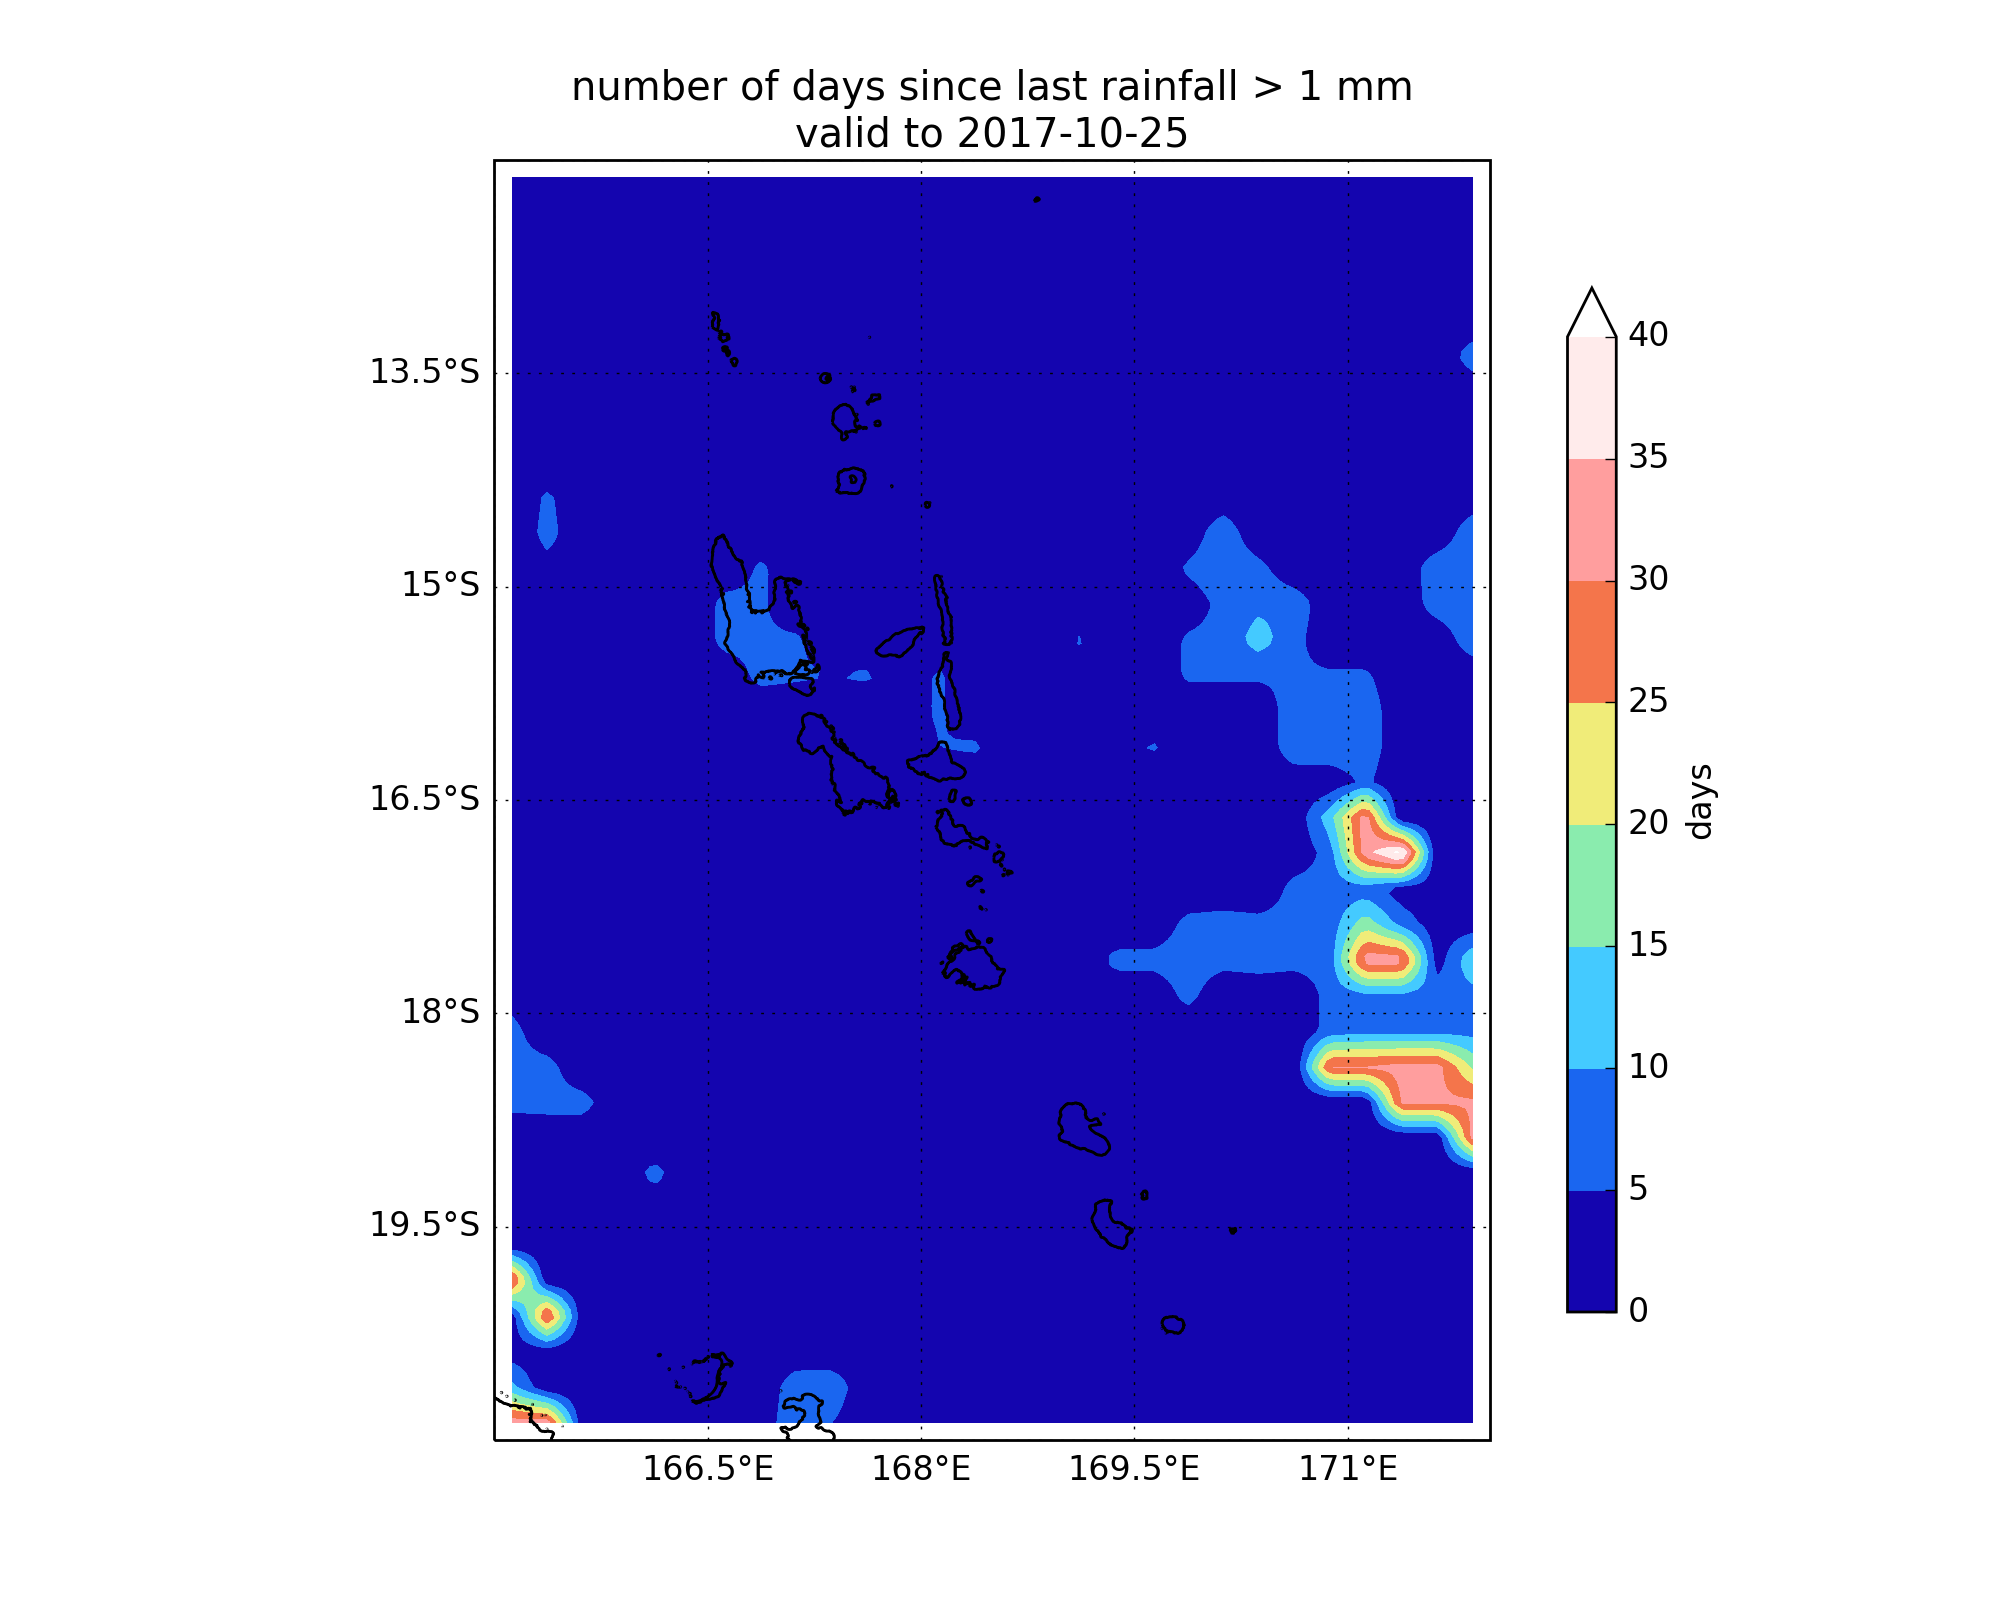 number of days since last rainfall > 1 mm
valid to 2017-10-25
13.5°S
15°S
16.5°S
18°S
19.5°S
166.5°E
168°E
169.5°E
171°E
40
35
30
25
20
15
10
5
0
days